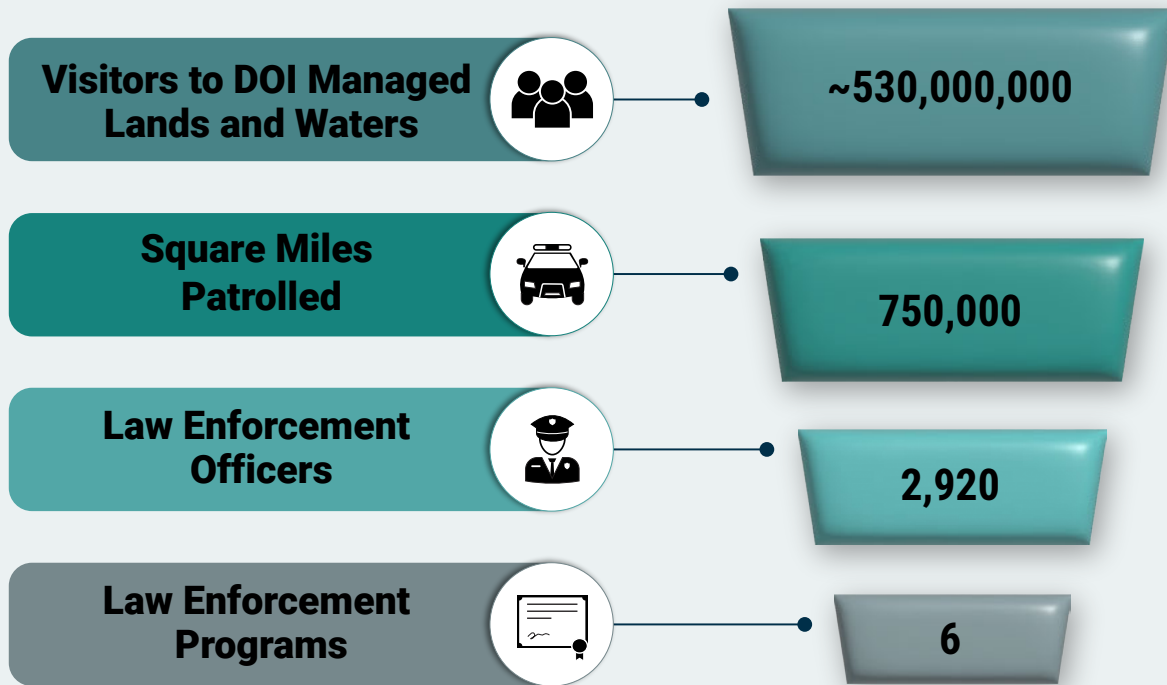 Visitors to DOI Managed
Lands and Waters
~530,000,000
Square Miles
Patrolled
750,000
Law Enforcement
Officers
2,920
Law Enforcement
Programs
6